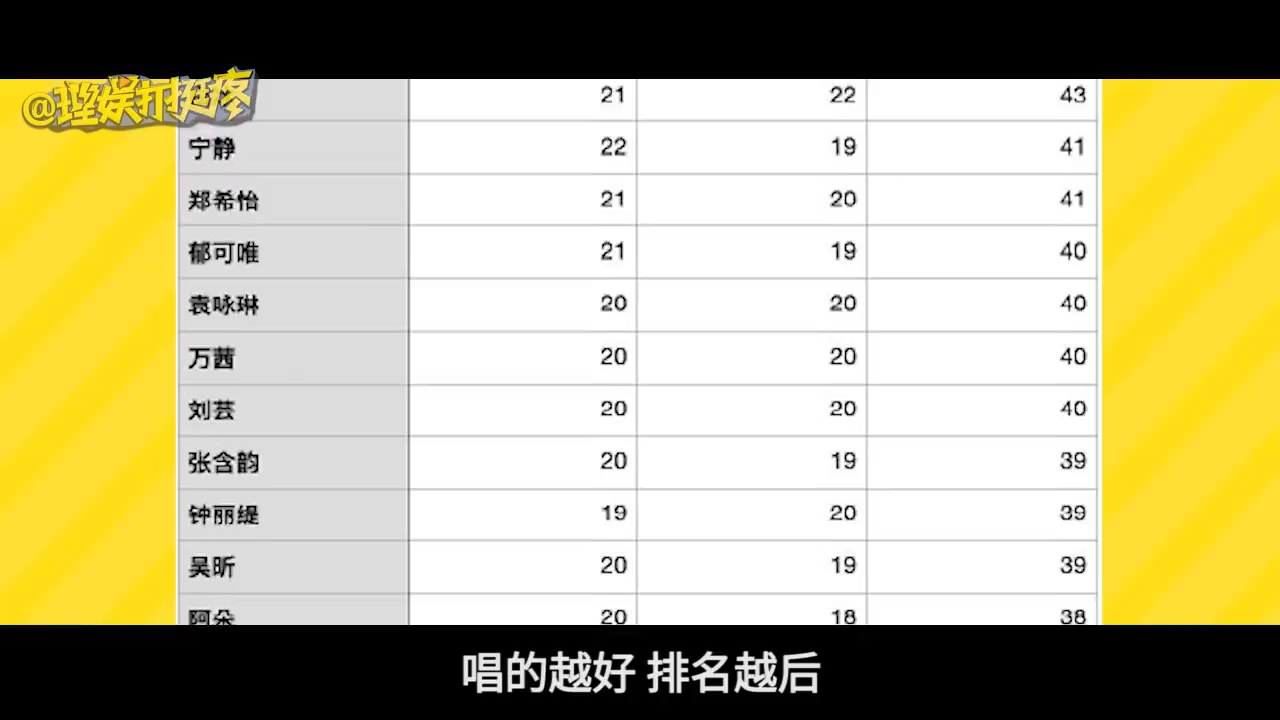 @理娱打挺疼
21 22 43
宁静 22 19 41
郑希怡 21 20 41
郁可唯 21 19 40
袁咏琳 20 20 40
万茜 20 20 40
刘芸 20 20 40
张含韵 20 19 39
钟丽缇 19 20 39
吴昕 20 19 39
阿朵 20 18 38
唱的越好 排名越后